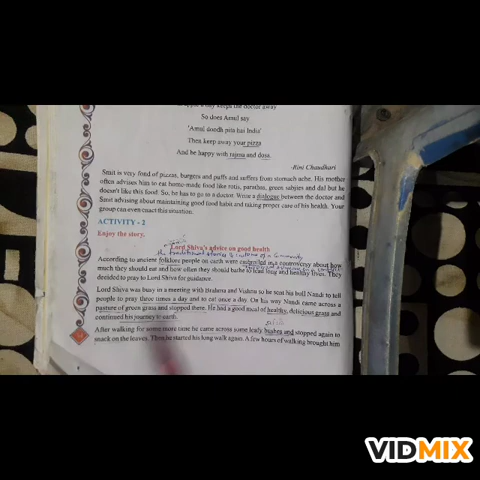 apple a day keeps the doctor away
So does Amul say
'Amul doodh pita hai India'
Then keep away your pizza
And be happy with rajma and dosa.
-Rini Chaudhari
Smit is very fond of pizzas, burgers and puffs and suffers from stomach ache. His mother
often advises him to eat home-made food like rotis, parathas, green sabjies and dal but he
doesn't like this food. So, he has to go to a doctor. Write a dialogue between the doctor and
Smit advising about maintaining good food habit and taking proper care of his health. Your
group can even enact this situation.
ACTIVITY - 2
Enjoy the story.
Lord Shiva's advice on good health
the traditional stories & culture of a community
According to ancient folklore people on earth were embroiled in a controversy about how
much they should eat and how often they should bathe to lead long and healthy lives. They
decided to pray to Lord Shiva for guidance.
Lord Shiva was busy in a meeting with Brahma and Vishnu so he sent his bull Nandi to tell
people to pray three times a day and to eat once a day. On his way Nandi came across a
pasture of green grass and stopped there. He had a good meal of healthy, delicious grass and
continued his journey to earth.
After walking for some more time he came across some leafy bushes and stopped again to
snack on the leaves. Then he started his long walk again. A few hours of walking brought him
VIDMIX